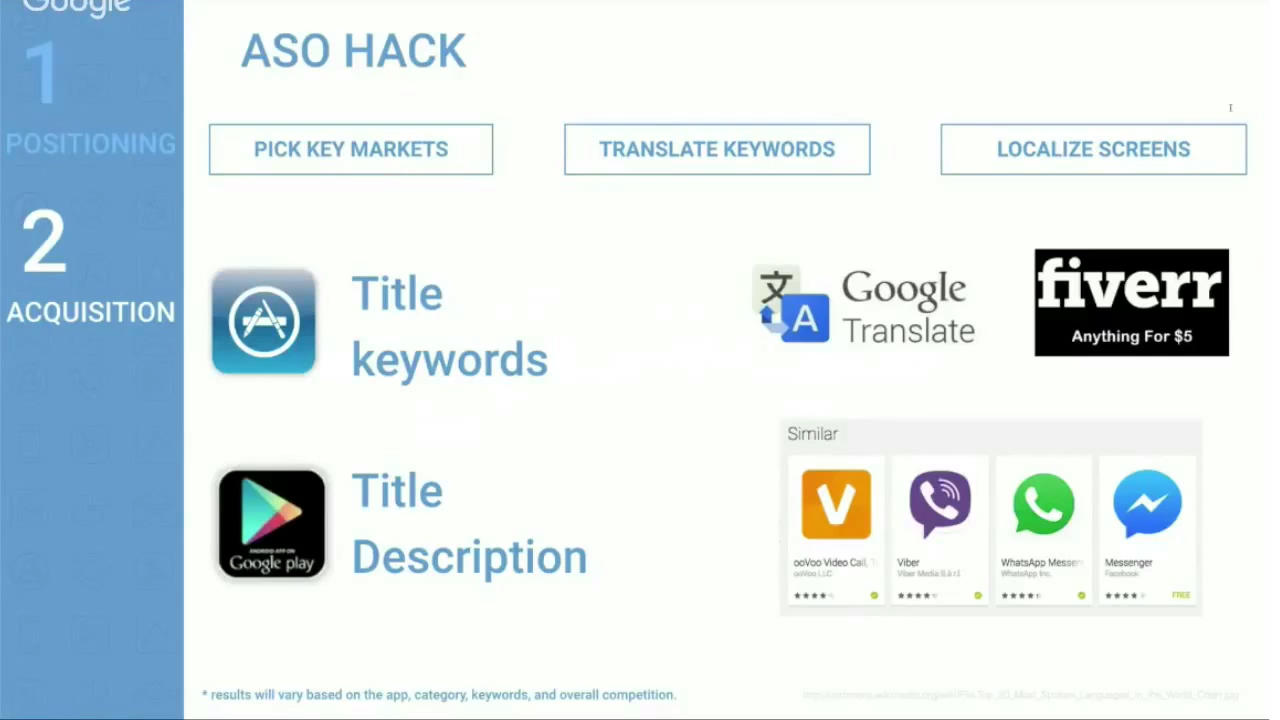 Google
1
POSITIONING
2
ACQUISITION
ASO HACK
PICK KEY MARKETS
TRANSLATE KEYWORDS
LOCALIZE SCREENS
Title
keywords
文
A
Google
Translate
fiverr
Anything For $5
ANDROID APP ON
Google play
Title
Description
Similar
ooVoo Video Call, T
ooVoo LLC
Viber
Viber Media S.à r.l
WhatsApp Messen
WhatsApp Inc.
Messenger
Facebook
FREE
* results will vary based on the app, category, keywords, and overall competition.